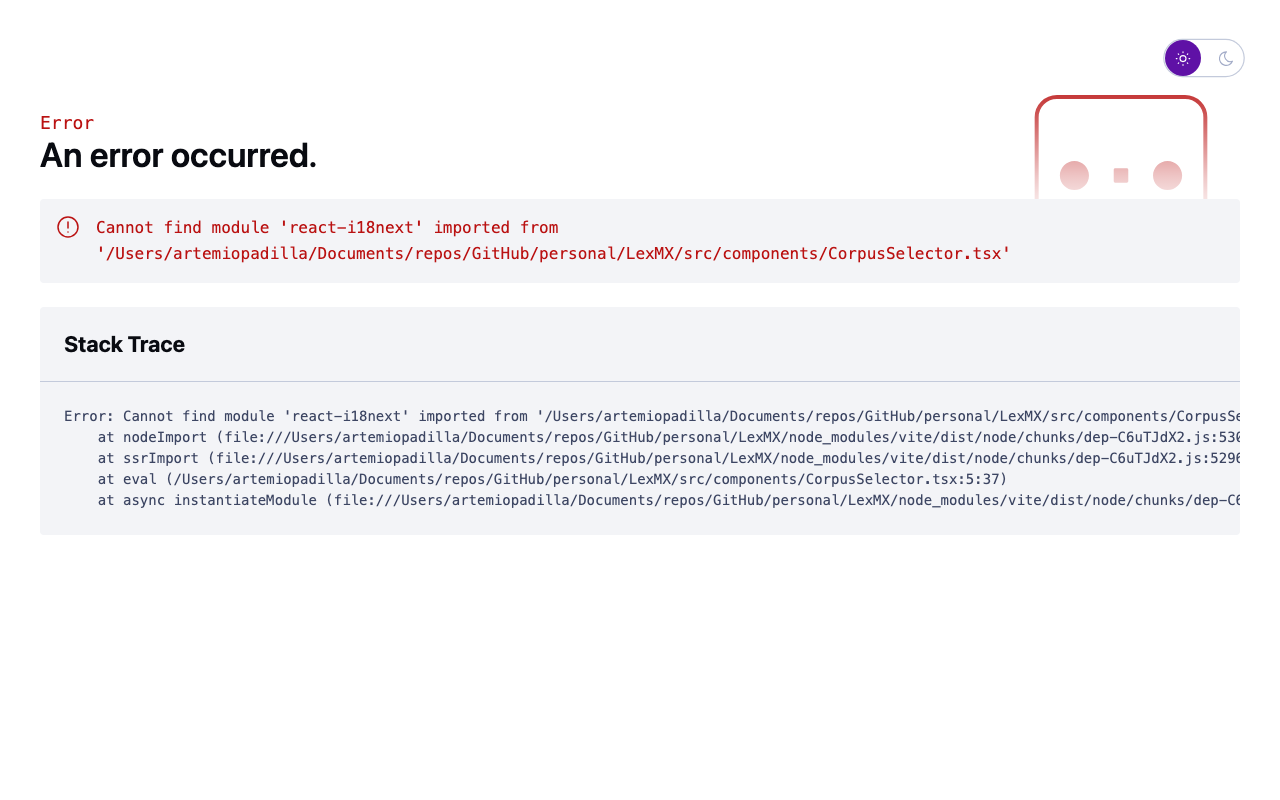 Error
An error occurred.
Cannot find module 'react-i18next' imported from
'/Users/artemiopadilla/Documents/repos/GitHub/personal/LexMX/src/components/CorpusSelector.tsx'
Stack Trace
Error: Cannot find module 'react-i18next' imported from '/Users/artemiopadilla/Documents/repos/GitHub/personal/LexMX/src/components/CorpusSe
at nodeImport (file:///Users/artemiopadilla/Documents/repos/GitHub/personal/LexMX/node_modules/vite/dist/node/chunks/dep-C6uTJdX2.js:530
at ssrImport (file:///Users/artemiopadilla/Documents/repos/GitHub/personal/LexMX/node_modules/vite/dist/node/chunks/dep-C6uTJdX2.js:5296
at eval (/Users/artemiopadilla/Documents/repos/GitHub/personal/LexMX/src/components/CorpusSelector.tsx:5:37)
at async instantiateModule (file:///Users/artemiopadilla/Documents/repos/GitHub/personal/LexMX/node_modules/vite/dist/node/chunks/dep-C6